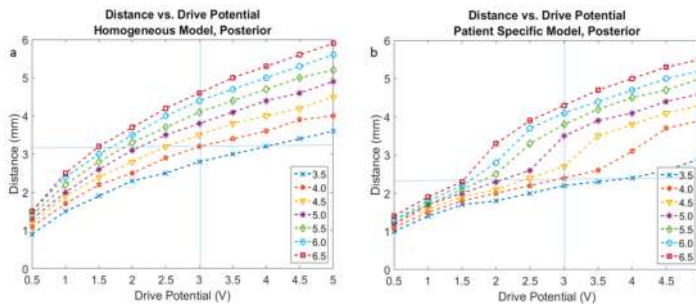 Distance vs. Drive Potential
Homogeneous Model, Posterior
a
6
5
4
3
2
1
0
Distance (mm)
0.5 1 1.5 2 2.5 3 3.5 4 4.5 5
Drive Potential (V)
3.5
4.0
4.5
5.0
5.5
6.0
6.5
Distance vs. Drive Potential
Patient Specific Model, Posterior
b
6
5
4
3
2
1
0
Distance (mm)
0.5 1 1.5 2 2.5 3 3.5 4 4.5
Drive Potential (V)
3.5
4.0
4.5
5.0
5.5
6.0
6.5